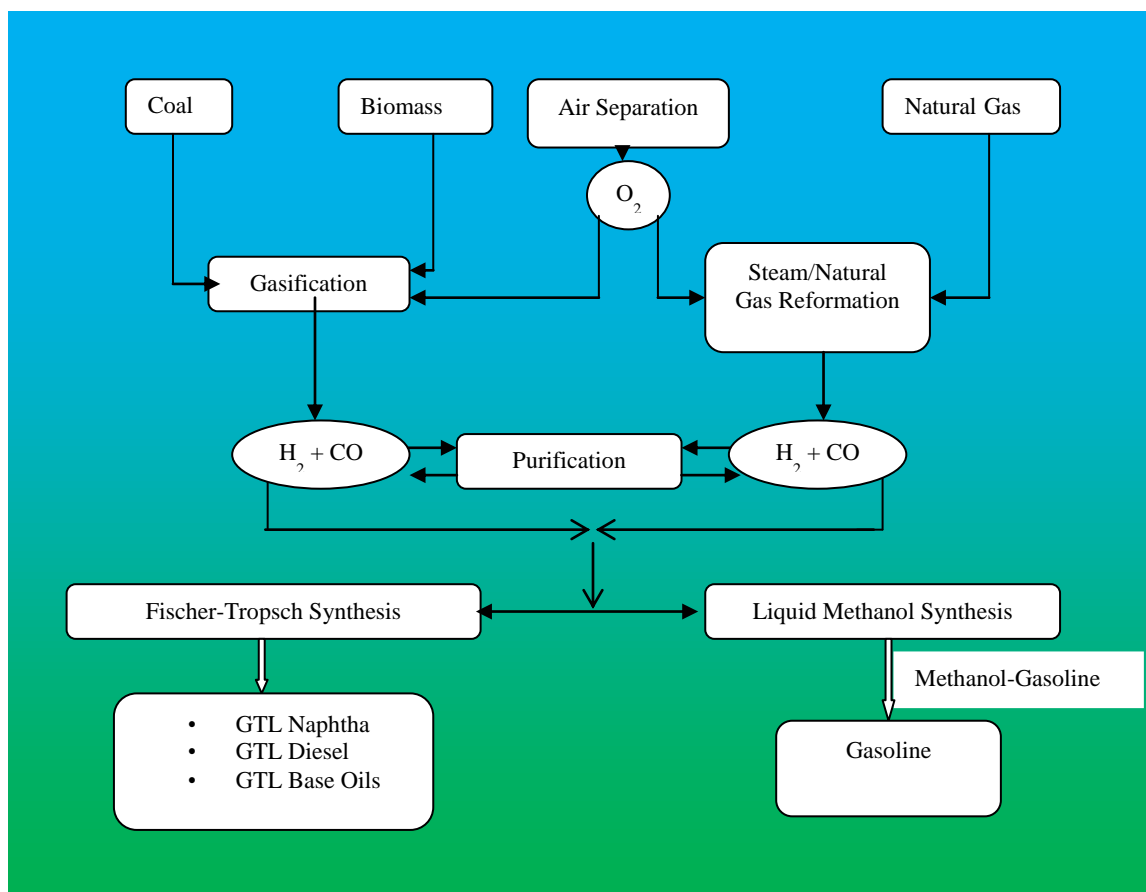 Coal
Biomass
Air Separation
Natural Gas
O₂
Gasification
Steam/Natural
Gas Reformation
H₂ + CO
Purification
H₂ + CO
Fischer-Tropsch Synthesis
Liquid Methanol Synthesis
Methanol-Gasoline
• GTL Naphtha
• GTL Diesel
• GTL Base Oils
Gasoline